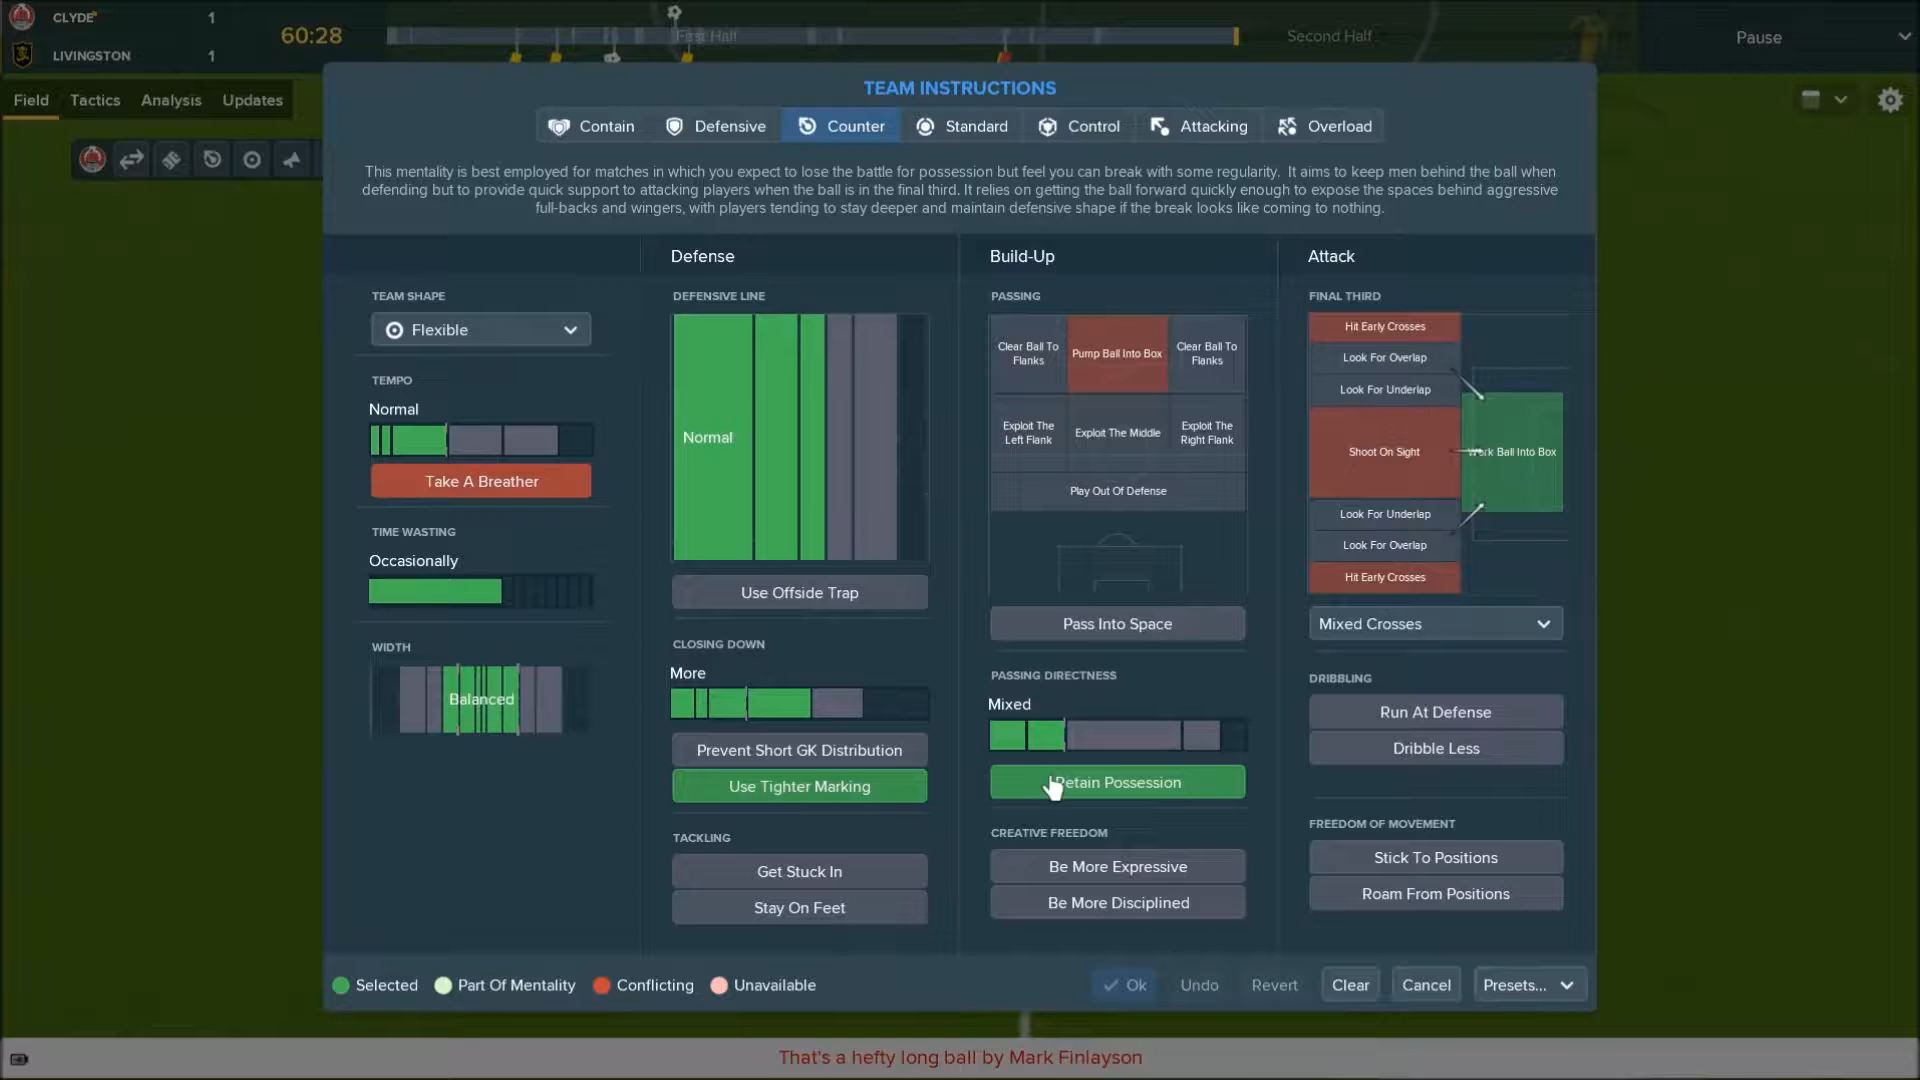 CLYDE 1
LIVINGSTON 1
60:28
First Half
Second Half
Pause
Field Tactics Analysis Updates
TEAM INSTRUCTIONS
Contain Defensive Counter Standard Control Attacking Overload
This mentality is best employed for matches in which you expect to lose the battle for possession but feel you can break with some regularity. It aims to keep men behind the ball when
defending but to provide quick support to attacking players when the ball is in the final third. It relies on getting the ball forward quickly enough to expose the spaces behind aggressive
full-backs and wingers, with players tending to stay deeper and maintain defensive shape if the break looks like coming to nothing.
TEAM SHAPE
Flexible
TEMPO
Normal
Take A Breather
TIME WASTING
Occasionally
WIDTH
Balanced
Defense
DEFENSIVE LINE
Normal
Use Offside Trap
CLOSING DOWN
More
Prevent Short GK Distribution
Use Tighter Marking
TACKLING
Get Stuck In
Stay On Feet
Build-Up
PASSING
Clear Ball To
Flanks
Pump Ball Into Box
Clear Ball To
Flanks
Exploit The
Left Flank
Exploit The Middle
Exploit The
Right Flank
Play Out Of Defense
Pass Into Space
PASSING DIRECTNESS
Mixed
Retain Possession
CREATIVE FREEDOM
Be More Expressive
Be More Disciplined
Attack
FINAL THIRD
Hit Early Crosses
Look For Overlap
Look For Underlap
Shoot On Sight
Work Ball Into Box
Look For Underlap
Look For Overlap
Hit Early Crosses
Mixed Crosses
DRIBBLING
Run At Defense
Dribble Less
FREEDOM OF MOVEMENT
Stick To Positions
Roam From Positions
Selected Part Of Mentality Conflicting Unavailable
Ok Undo Revert Clear Cancel Presets...
That's a hefty long ball by Mark Finlayson